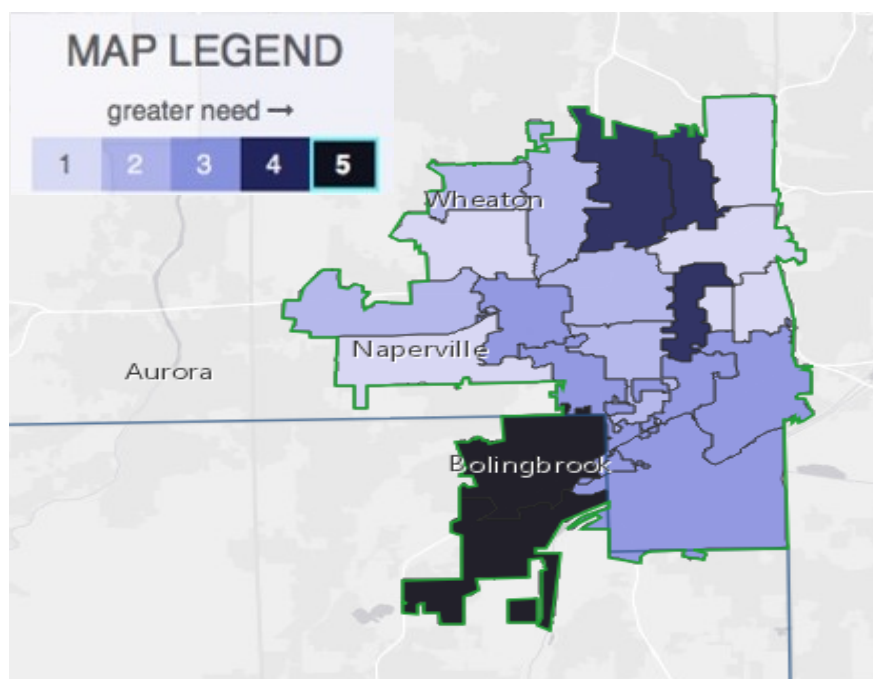 MAP LEGEND
greater need →
1 2 3 4 5
Wheaton
Naperville
Aurora
Bolingbrook